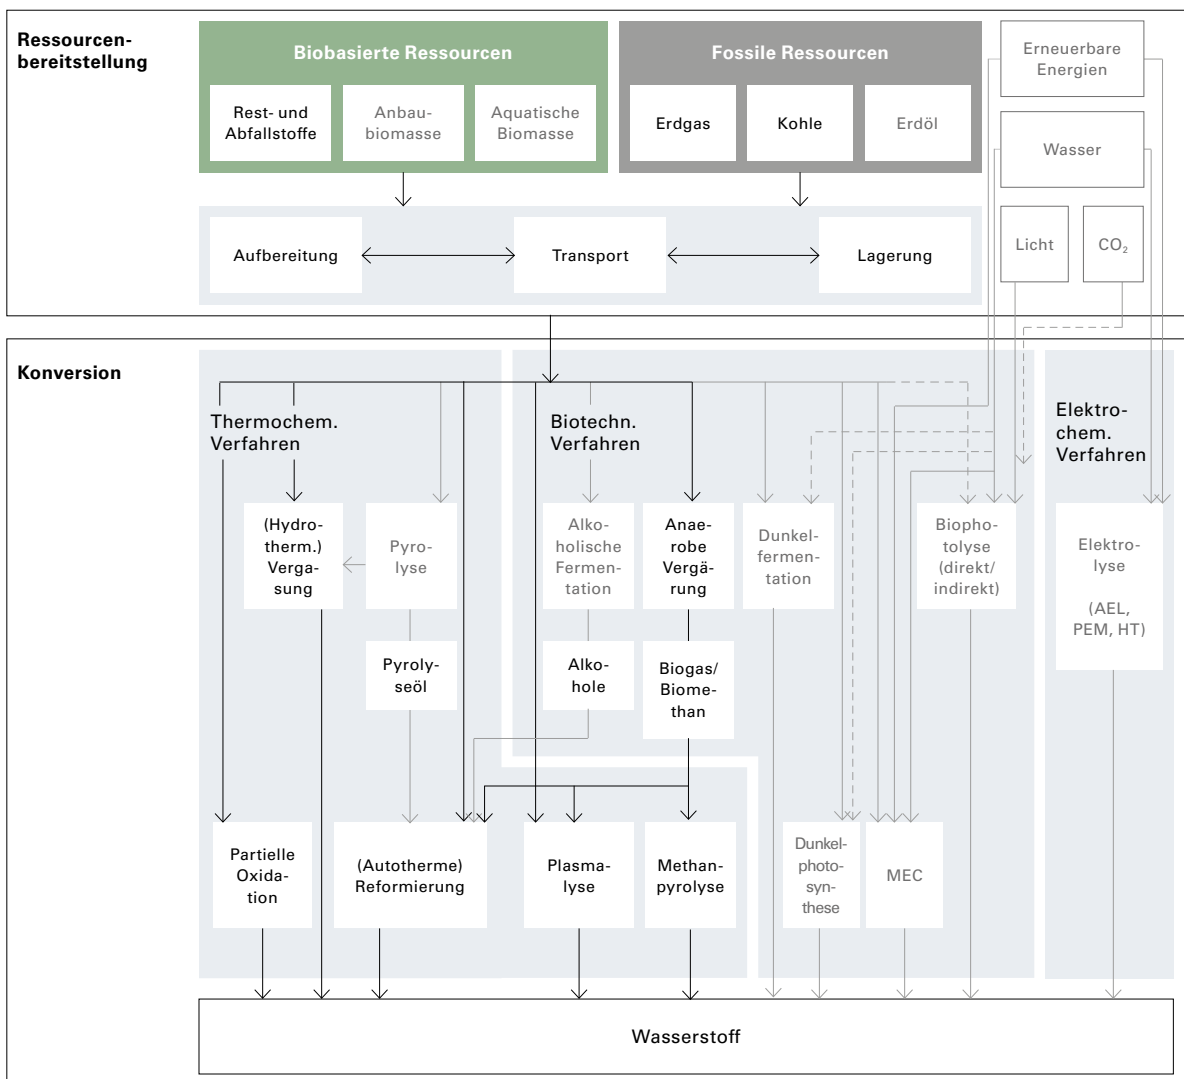 Ressourcen-
bereitstellung
Biobasierte Ressourcen
Rest- und
Abfallstoffe
Anbau-
biomasse
Aquatische
Biomasse
Fossile Ressourcen
Erdgas
Kohle
Erdöl
Erneuerbare
Energien
Wasser
Licht
CO₂
Aufbereitung
Transport
Lagerung
Konversion
Thermochem.
Verfahren
Biotechn.
Verfahren
Elektro-
chem.
Verfahren
(Hydro-
therm.)
Verga-
sung
Pyro-
lyse
Alko-
holische
Fermen-
tation
Anae-
robe
Vergä-
rung
Dunkel-
fermen-
tation
Biopho-
tolyse
(direkt/
indirekt)
Elektro-
lyse
(AEL,
PEM, HT)
Pyroly-
seöl
Alko-
hole
Biogas/
Biome-
than
Partielle
Oxida-
tion
(Autotherme)
Reformierung
Plasma-
lyse
Methan-
pyrolyse
Dunkel-
photo-
syn-
these
MEC
Wasserstoff